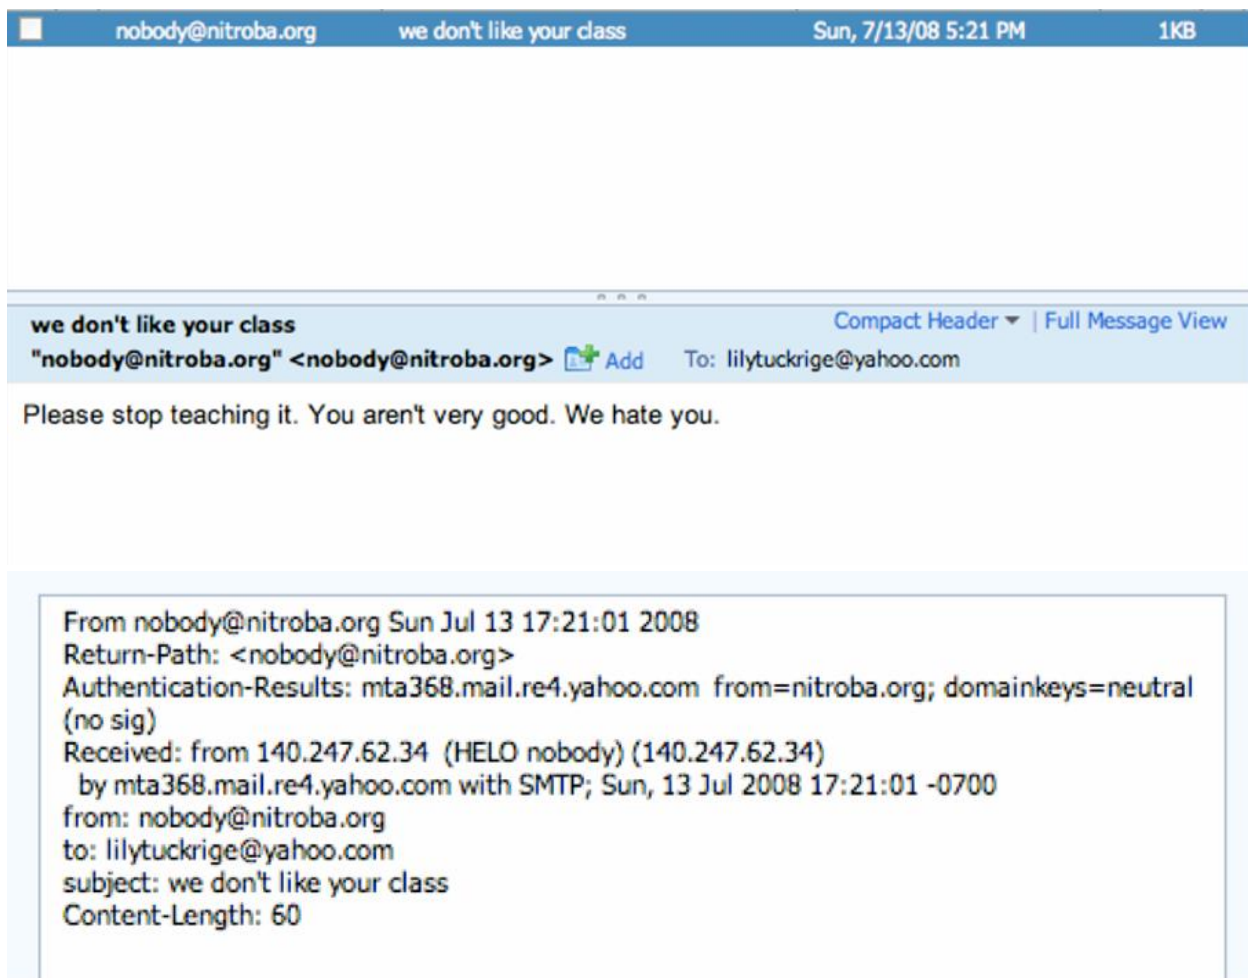 nobody@nitroba.org we don't like your class Sun, 7/13/08 5:21 PM 1KB
we don't like your class Compact Header | Full Message View
"nobody@nitroba.org" <nobody@nitroba.org> Add To: lilytuckrige@yahoo.com
Please stop teaching it. You aren't very good. We hate you.
From nobody@nitroba.org Sun Jul 13 17:21:01 2008
Return-Path: <nobody@nitroba.org>
Authentication-Results: mta368.mail.re4.yahoo.com from=nitroba.org; domainkeys=neutral
(no sig)
Received: from 140.247.62.34 (HELO nobody) (140.247.62.34)
by mta368.mail.re4.yahoo.com with SMTP; Sun, 13 Jul 2008 17:21:01 -0700
from: nobody@nitroba.org
to: lilytuckrige@yahoo.com
subject: we don't like your class
Content-Length: 60